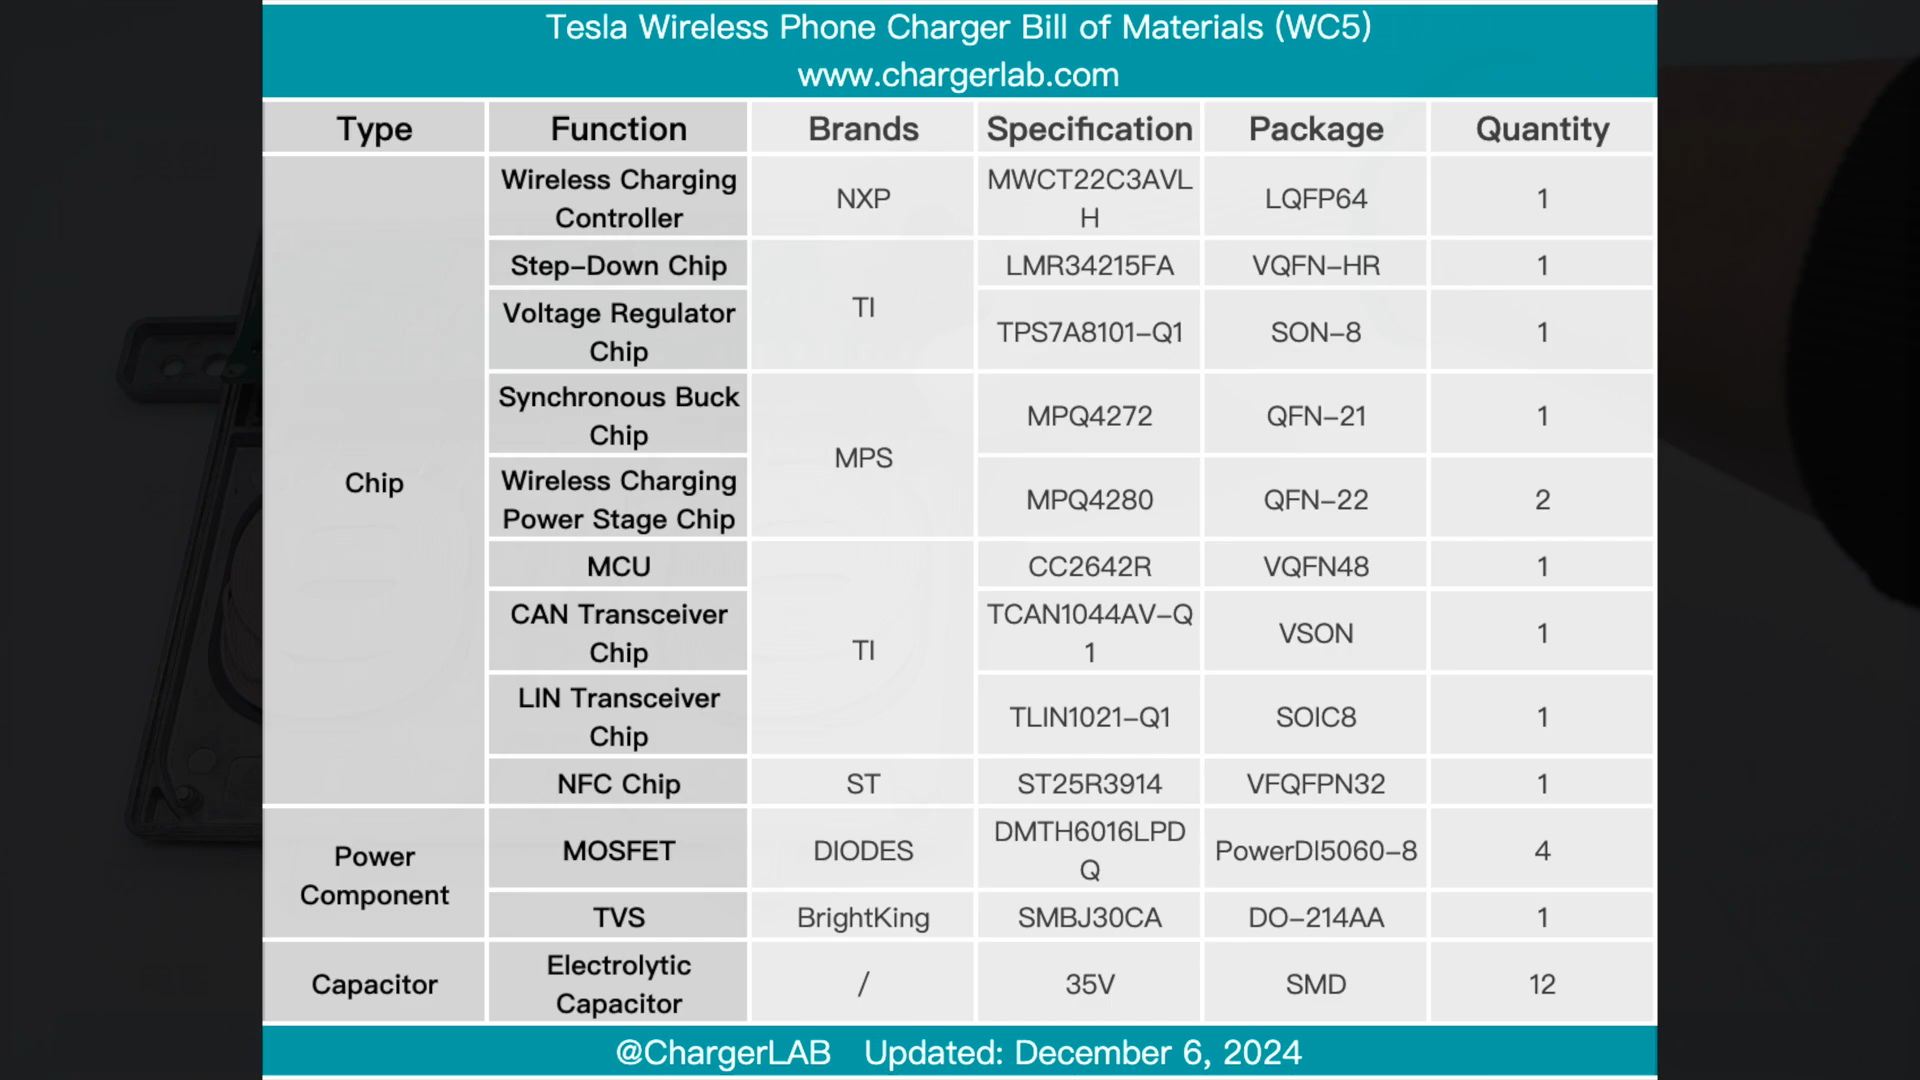 Tesla Wireless Phone Charger Bill of Materials (WC5)
www.chargerlab.com
Type Function Brands Specification Package Quantity
Chip
Wireless Charging
Controller
NXP
MWCT22C3AVL
H
LQFP64
1
Step-Down Chip
TI
LMR34215FA
VQFN-HR
1
Voltage Regulator
Chip
TPS7A8101-Q1
SON-8
1
Synchronous Buck
Chip
MPS
MPQ4272
QFN-21
1
Wireless Charging
Power Stage Chip
MPQ4280
QFN-22
2
MCU
TI
CC2642R
VQFN48
1
CAN Transceiver
Chip
TCAN1044AV-Q
1
VSON
1
LIN Transceiver
Chip
TLIN1021-Q1
SOIC8
1
NFC Chip
ST
ST25R3914
VFQFPN32
1
Power
Component
MOSFET
DIODES
DMTH6016LPD
Q
PowerDI5060-8
4
TVS
BrightKing
SMBJ30CA
DO-214AA
1
Capacitor
Electrolytic
Capacitor
/
35V
SMD
12
@ChargerLAB Updated: December 6, 2024